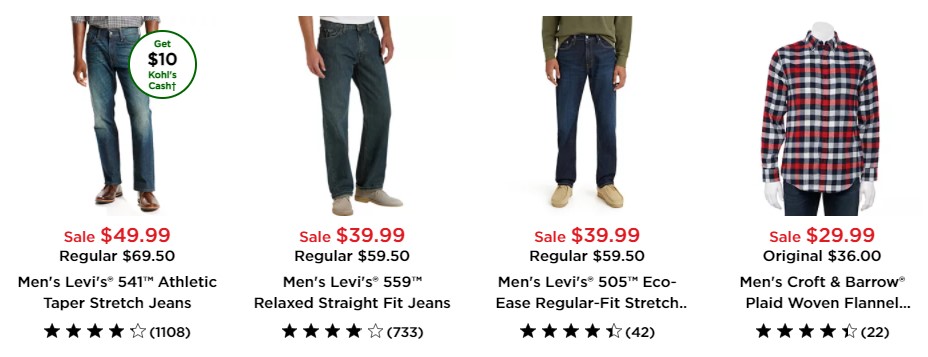 Get
$10
Kohl's
Cash†
Sale $49.99
Regular $69.50
Men's Levi's® 541™ Athletic
Taper Stretch Jeans
(1108)
Sale $39.99
Regular $59.50
Men's Levi's® 559™
Relaxed Straight Fit Jeans
(733)
Sale $39.99
Regular $59.50
Men's Levi's® 505™ Eco-
Ease Regular-Fit Stretch..
(42)
Sale $29.99
Original $36.00
Men's Croft & Barrow®
Plaid Woven Flannel...
(22)